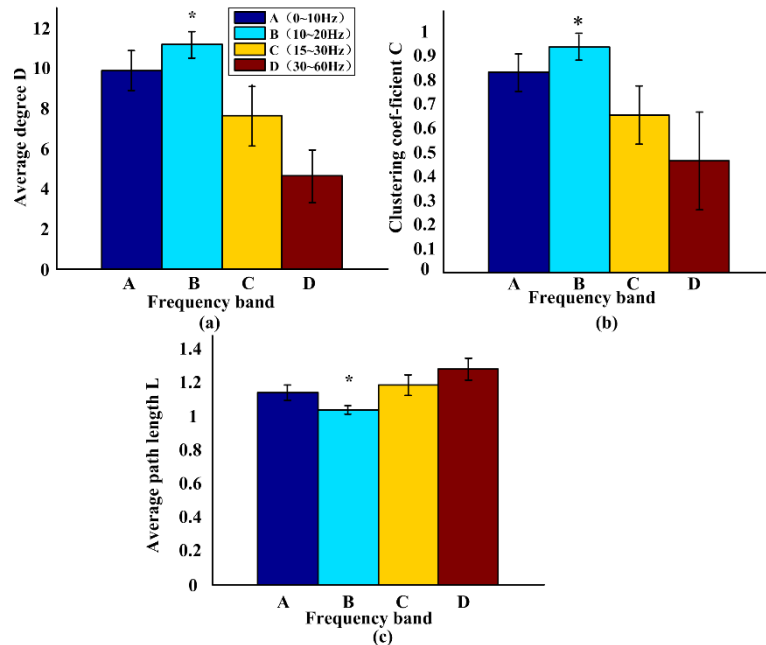 Average degree D
12
10
8
6
4
2
0
*
A（0~10Hz）
B（10~20Hz）
C（15~30Hz）
D（30~60Hz）
A B C D
Frequency band
(a)
Clustering coef-ficient C
1
0.9
0.8
0.7
0.6
0.5
0.4
0.3
0.2
0.1
0
*
A B C D
Frequency band
(b)
Average path length L
1.4
1.2
1
0.8
0.6
0.4
0.2
0
*
A B C D
Frequency band
(c)